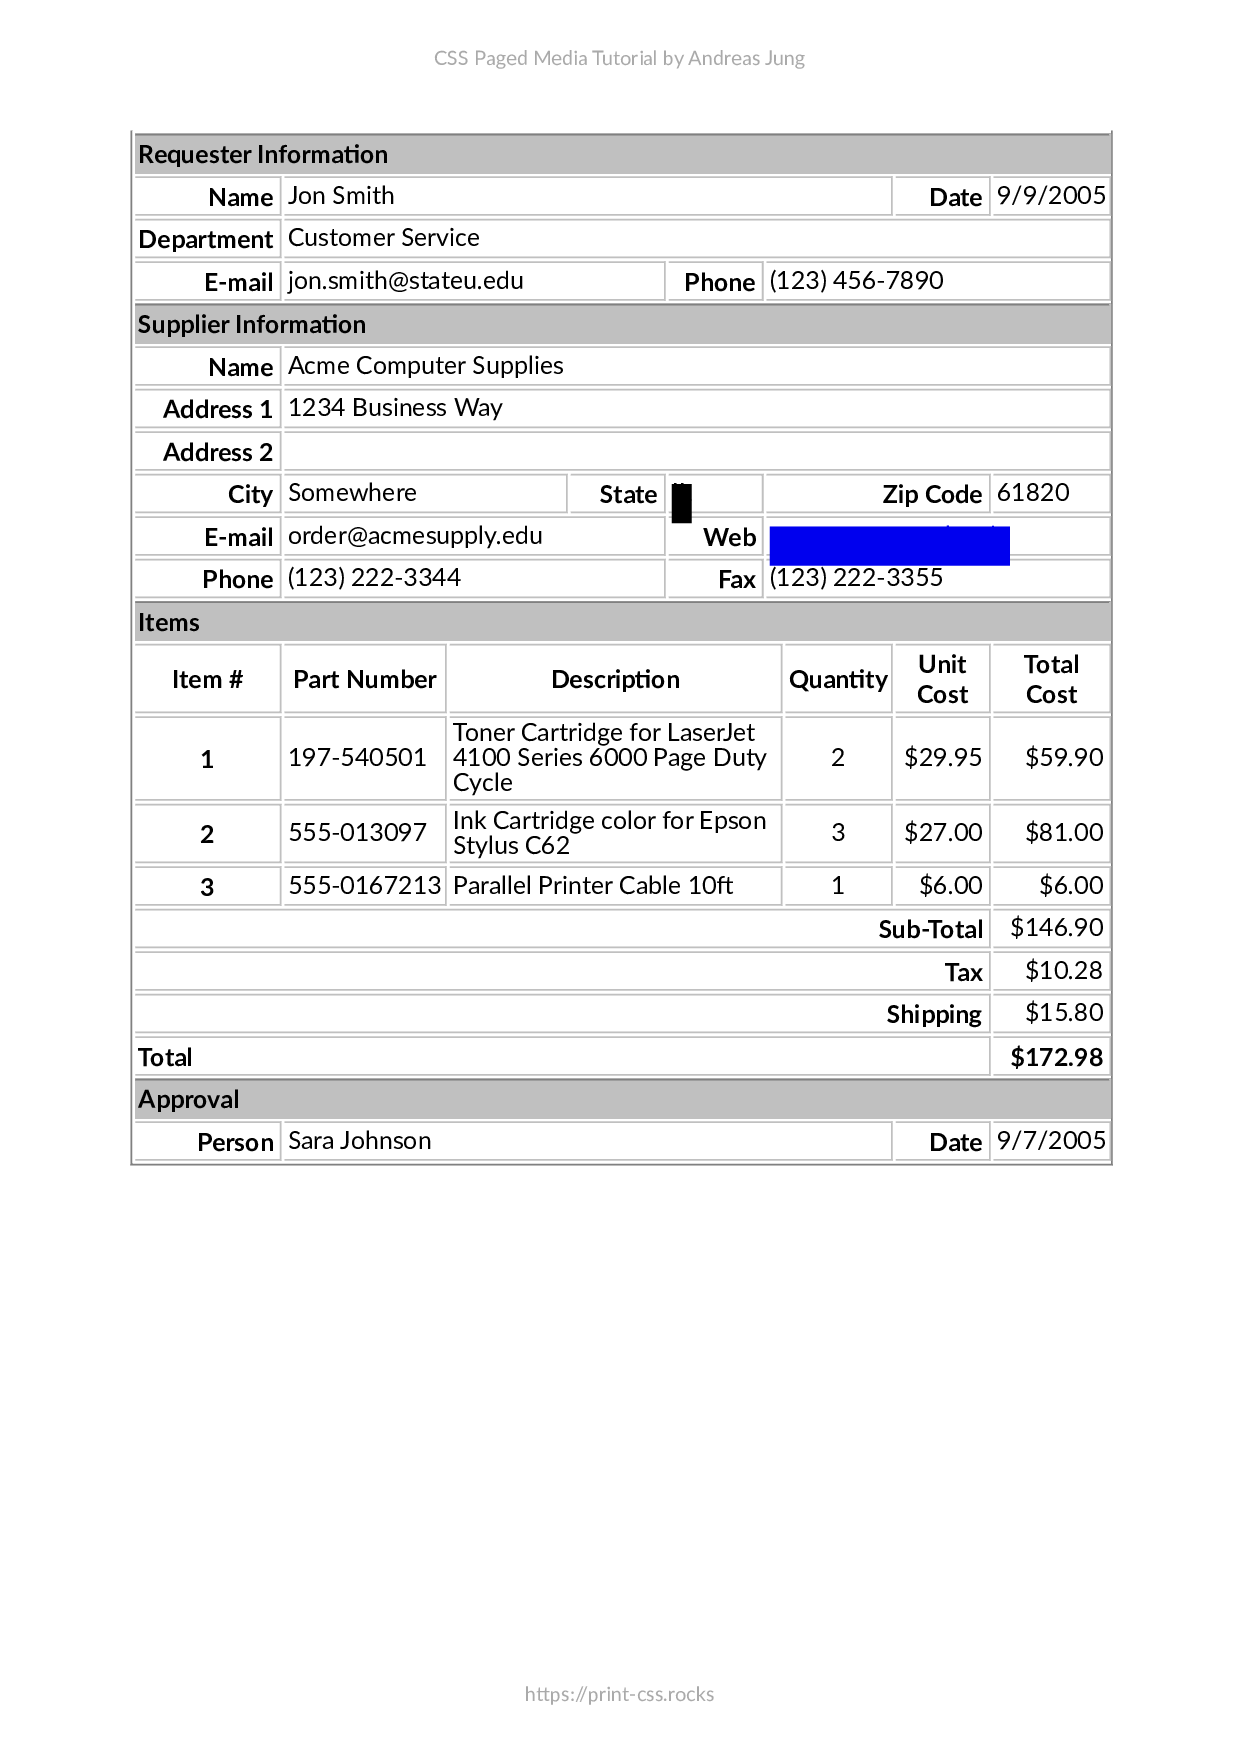 CSS Paged Media Tutorial by Andreas Jung
Requester Information
Name Jon Smith Date 9/9/2005
Department Customer Service
E-mail jon.smith@stateu.edu Phone (123) 456-7890
Supplier Information
Name Acme Computer Supplies
Address 1 1234 Business Way
Address 2
City Somewhere State Zip Code 61820
E-mail order@acmesupply.edu Web
Phone (123) 222-3344 Fax (123) 222-3355
Items
Item # Part Number Description Quantity Unit Cost Total Cost
1 197-540501 Toner Cartridge for LaserJet 4100 Series 6000 Page Duty Cycle 2 $29.95 $59.90
2 555-013097 Ink Cartridge color for Epson Stylus C62 3 $27.00 $81.00
3 555-0167213 Parallel Printer Cable 10ft 1 $6.00 $6.00
Sub-Total $146.90
Tax $10.28
Shipping $15.80
Total $172.98
Approval
Person Sara Johnson Date 9/7/2005
https://print-css.rocks